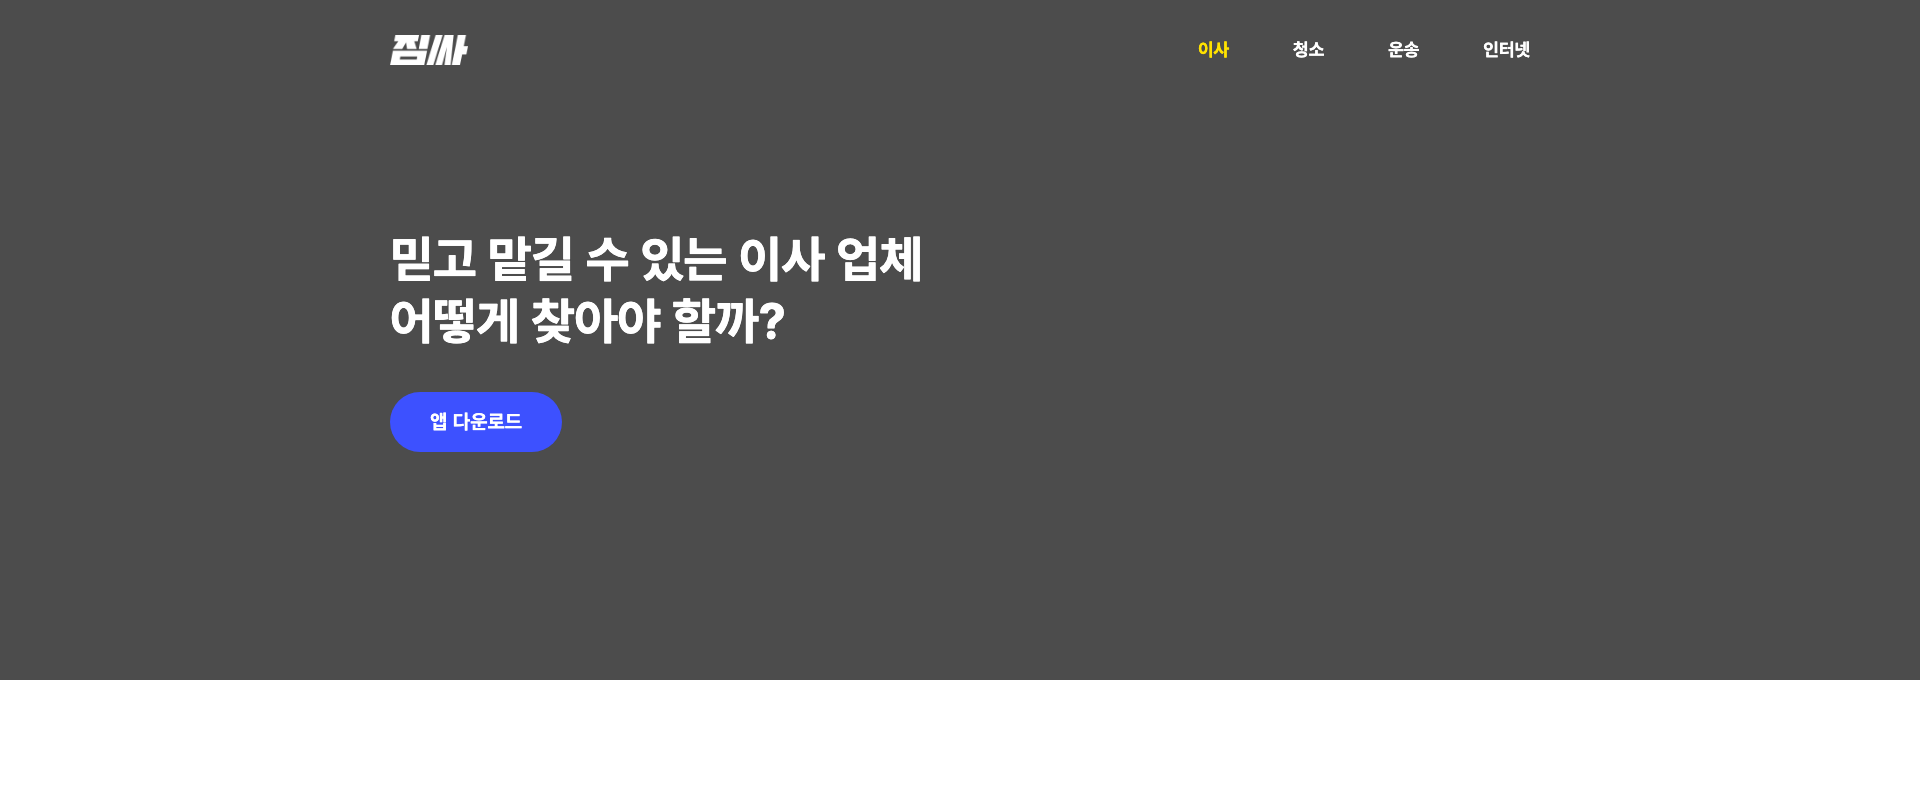 짐싸
이사 청소 운송 인터넷
믿고 맡길 수 있는 이사 업체
어떻게 찾아야 할까?
앱 다운로드